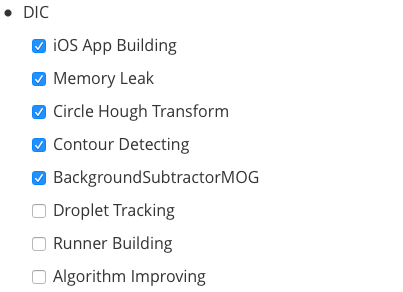 DIC
iOS App Building
Memory Leak
Circle Hough Transform
Contour Detecting
BackgroundSubtractorMOG
Droplet Tracking
Runner Building
Algorithm Improving